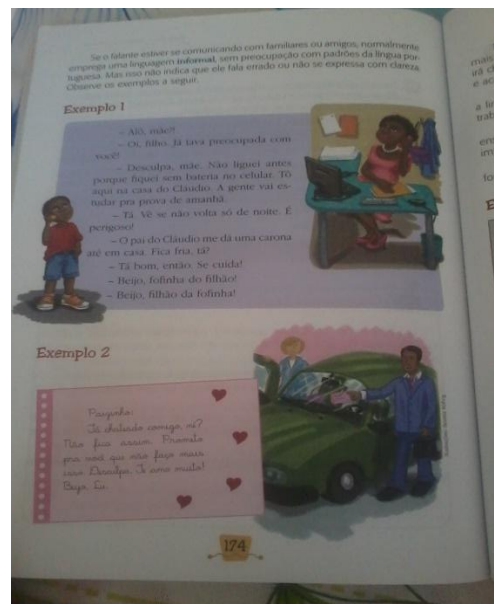 Se o falante estiver se comunicando com familiares ou amigos, normalmente
emprega uma linguagem informal, sem preocupação com padrões da língua por-
tuguesa. Mas isso não indica que ele fala errado ou não se expressa com clareza.
Observe os exemplos a seguir.
Exemplo 1
– Alô, mãe?!
– Oi, filho. Já tava preocupada com
você!
– Desculpa, mãe. Não liguei antes
porque fiquei sem bateria no celular. Tô
aqui na casa do Cláudio. A gente vai es-
tudar pra prova de amanhã.
– Tá. Vê se não volta só de noite. É
perigoso!
– O pai do Cláudio me dá uma carona
até em casa. Fica fria, tá?
– Tá bom, então. Se cuida!
– Beijo, fofinha do filhão!
– Beijo, filhão da fofinha!
Exemplo 2
Paizinho:
Tá chateado comigo, né?
Não fica assim. Prometo
pra você que não faço mais
isso. Desculpa. Te amo muito!
Beijo, Lu.
174